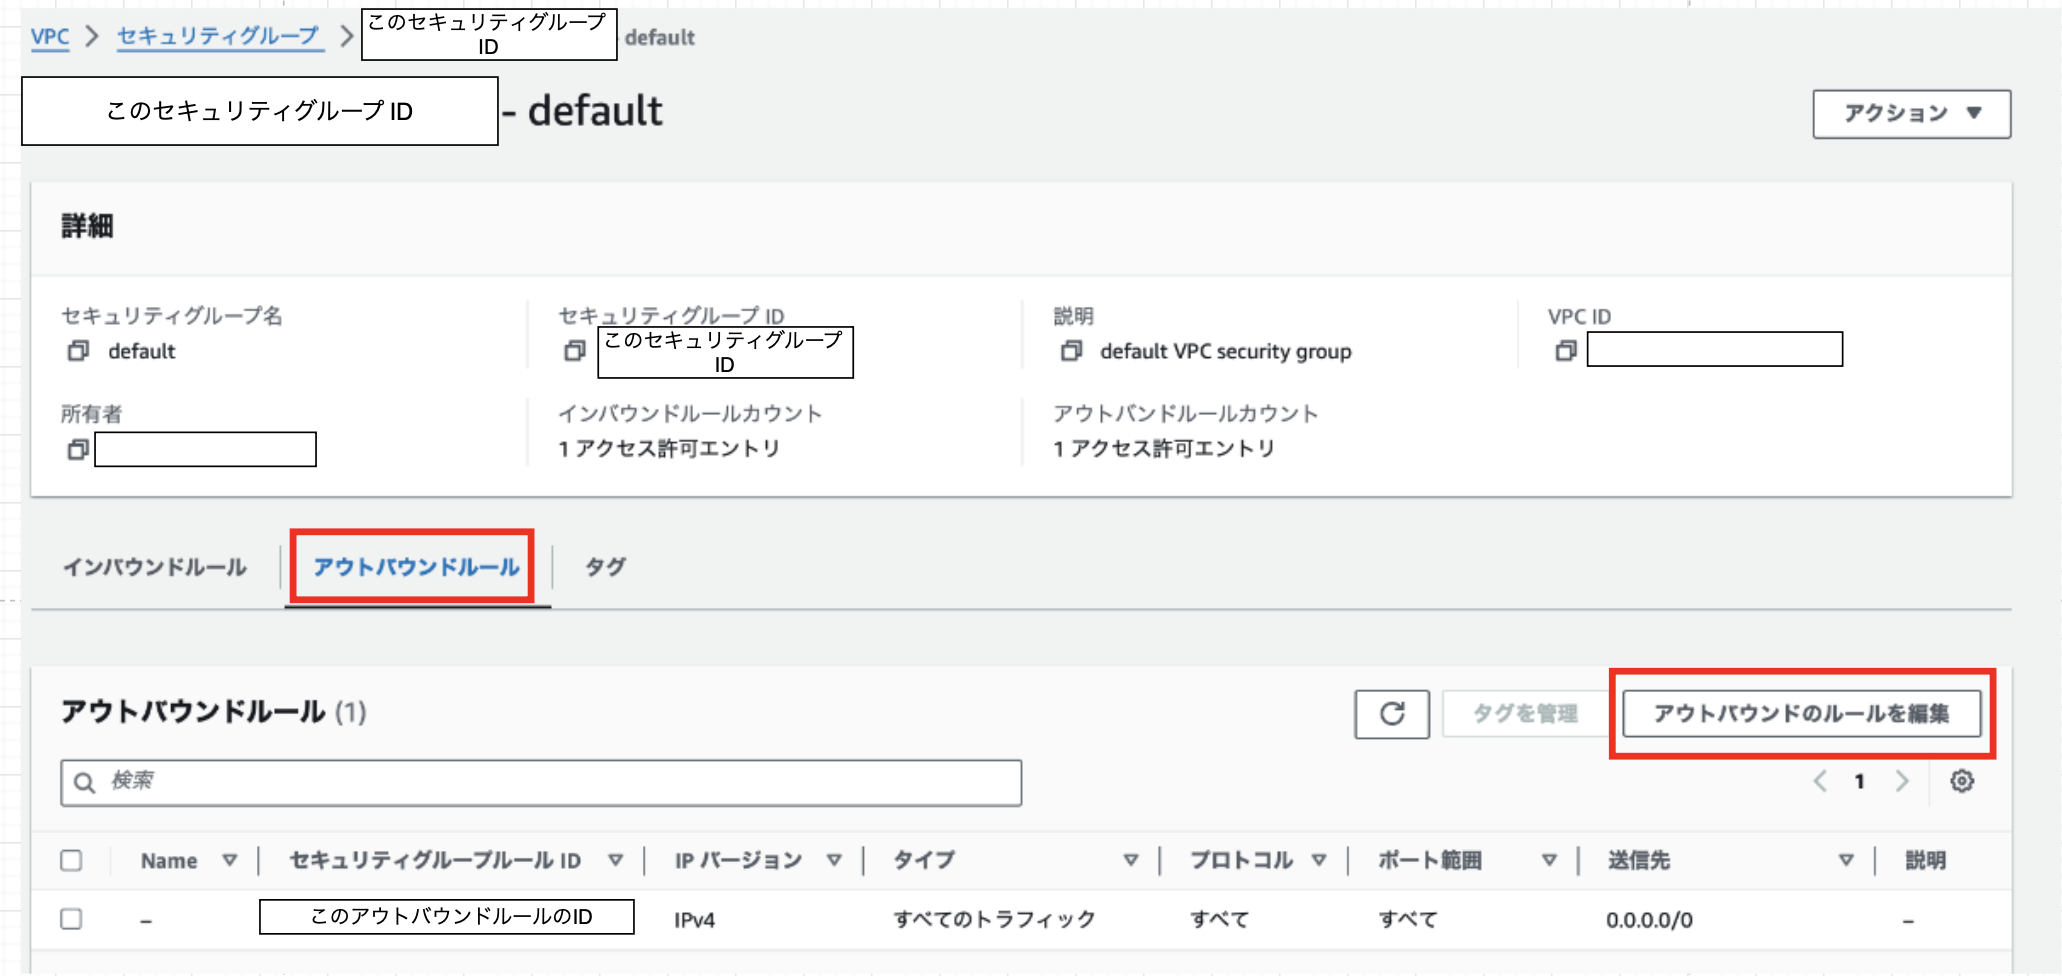 VPC > セキュリティグループ > このセキュリティグループ
ID
- default
このセキュリティグループ ID - default
アクション ▼
詳細
セキュリティグループ名
default
セキュリティグループ ID
このセキュリティグループ
ID
説明
default VPC security group
VPC ID
所有者
インバウンドルールカウント
1 アクセス許可エントリ
アウトバンドルールカウント
1 アクセス許可エントリ
インバウンドルール
アウトバウンドルール
タグ
アウトバウンドルール (1)
タグを管理
アウトバウンドのルールを編集
検索
1
Name セキュリティグループルール ID IP バージョン タイプ プロトコル ポート範囲 送信先 説明
– このアウトバウンドルールのID IPv4 すべてのトラフィック すべて すべて 0.0.0.0/0 –